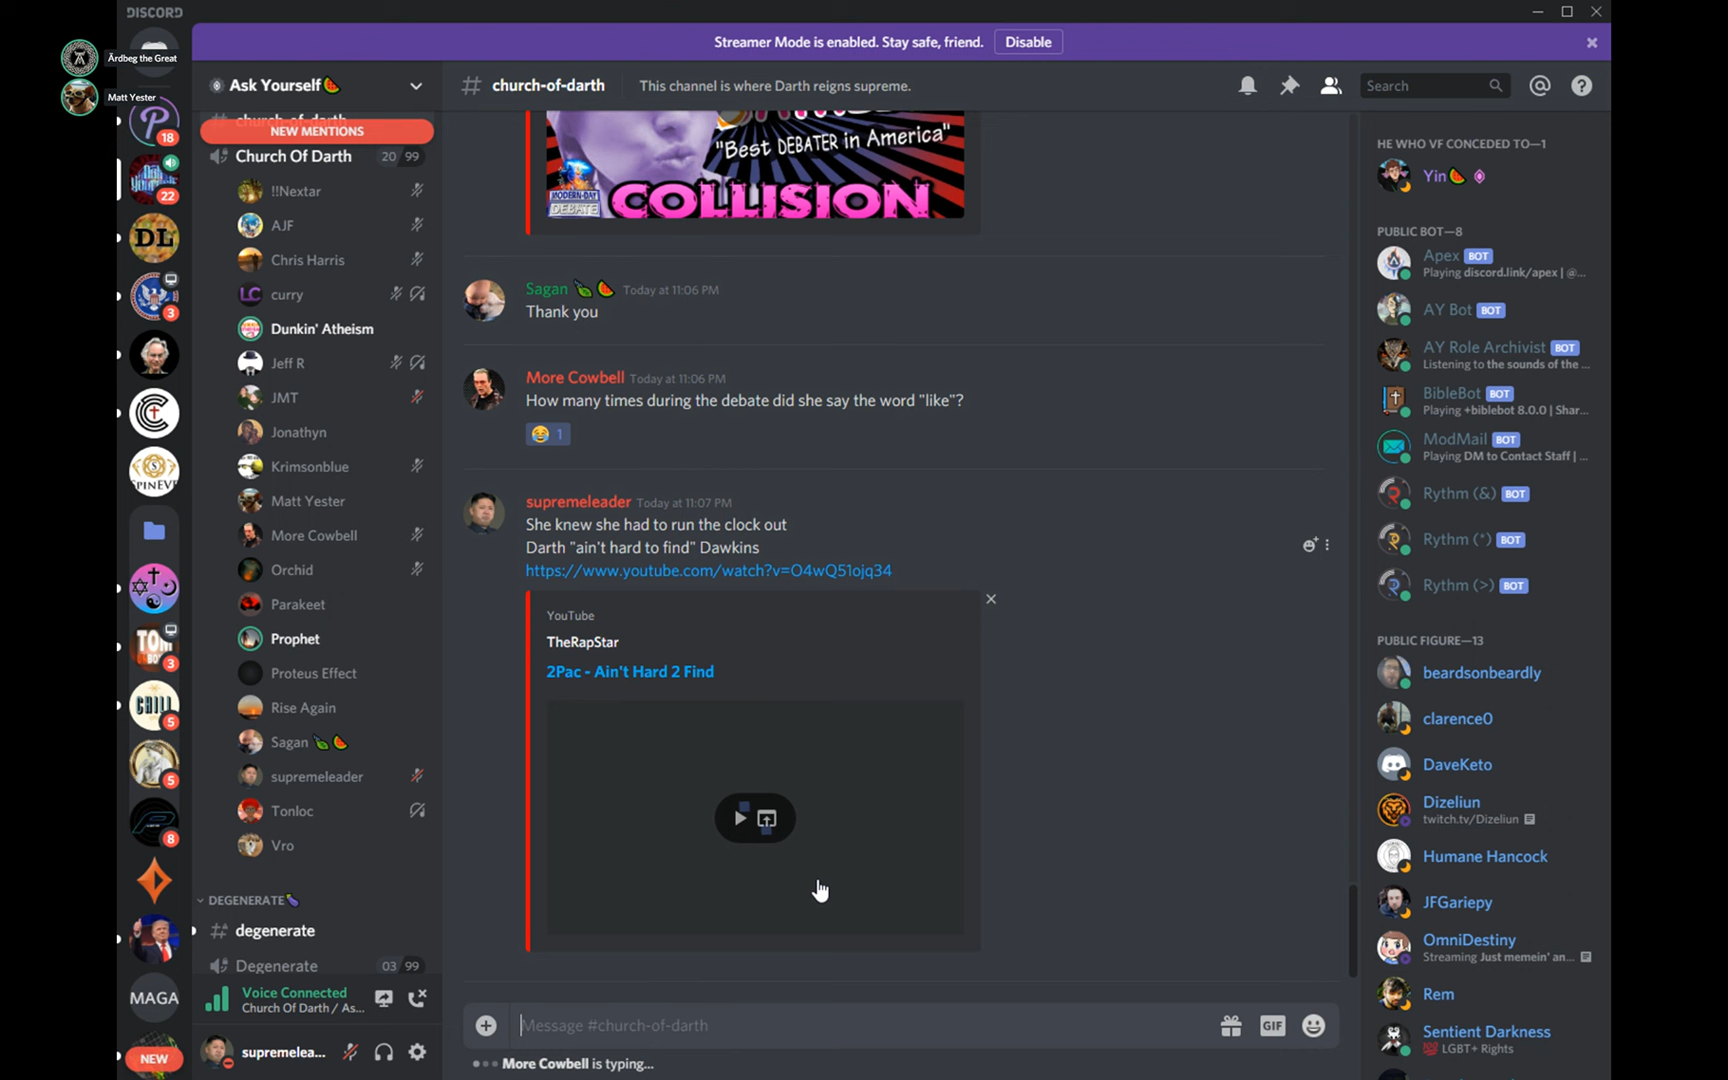 DISCORD
Ärdbeg the Great
Matt Yester
Streamer Mode is enabled. Stay safe, friend.
Disable
Ask Yourself🍉
# church-of-darth
This channel is where Darth reigns supreme.
Search
church-of-darth
NEW MENTIONS
Church Of Darth
20 99
!!Nextar
AJF
Chris Harris
LC
curry
Dunkin' Atheism
Jeff R
JMT
Jonathyn
Krimsonblue
Matt Yester
More Cowbell
Orchid
Parakeet
Prophet
Proteus Effect
Rise Again
Sagan
supremeleader
Tonloc
Vro
DEGENERATE🍆
# degenerate
Degenerate
03 99
Voice Connected
Church Of Darth / As...
supremelea...
18
22
DL
3
SPINEVE
3
CHILL
5
5
8
MAGA
NEW
"Best DEBATER in America"
MODERN-DAY
DEBATE
COLLISION
Sagan Today at 11:06 PM
Thank you
More Cowbell Today at 11:06 PM
How many times during the debate did she say the word "like"?
😂 1
supremeleader Today at 11:07 PM
She knew she had to run the clock out
Darth "ain't hard to find" Dawkins
https://www.youtube.com/watch?v=O4wQ51ojq34
YouTube
TheRapStar
2Pac - Ain't Hard 2 Find
Message #church-of-darth
GIF
More Cowbell is typing...
HE WHO VF CONCEDED TO—1
Yin🍉
PUBLIC BOT—8
Apex BOT
Playing discord.link/apex | @...
AY Bot BOT
AY Role Archivist BOT
Listening to the sounds of the ...
BibleBot BOT
Playing +biblebot 8.0.0 | Shar...
ModMail BOT
Playing DM to Contact Staff | ...
Rythm (&) BOT
Rythm (*) BOT
Rythm (>) BOT
PUBLIC FIGURE—13
beardsonbeardly
clarence0
DaveKeto
Dizeliun
twitch.tv/Dizeliun
Humane Hancock
JFGariepy
OmniDestiny
Streaming Just memein' an...
Rem
Sentient Darkness
💯 LGBT+ Rights